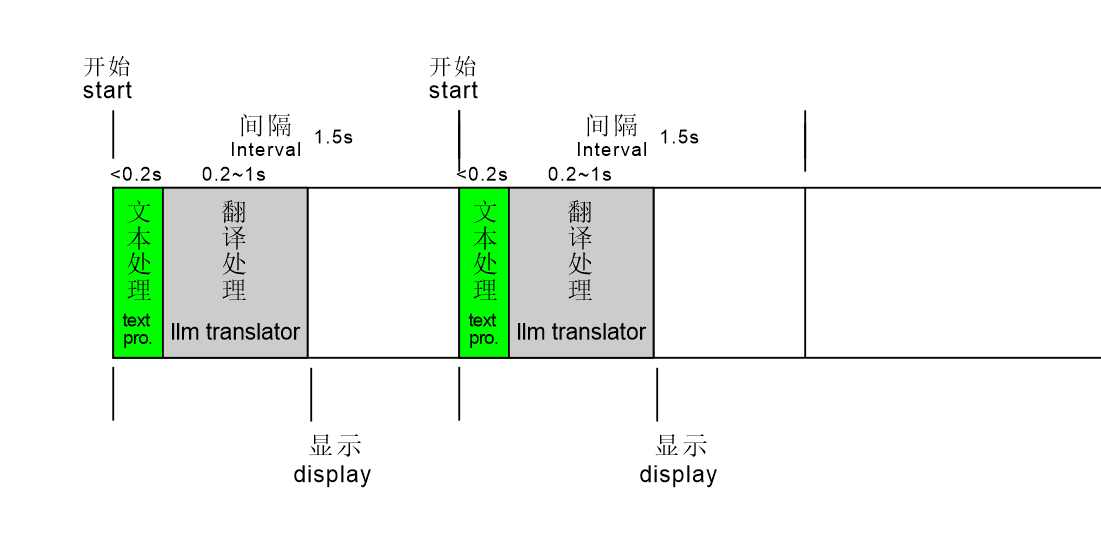 开始
start
开始
start
间隔
Interval 1.5s
间隔
Interval 1.5s
<0.2s
0.2~1s
<0.2s
0.2~1s
文本处理
text
pro.
翻译处理
llm translator
文本处理
text
pro.
翻译处理
llm translator
显示
display
显示
display